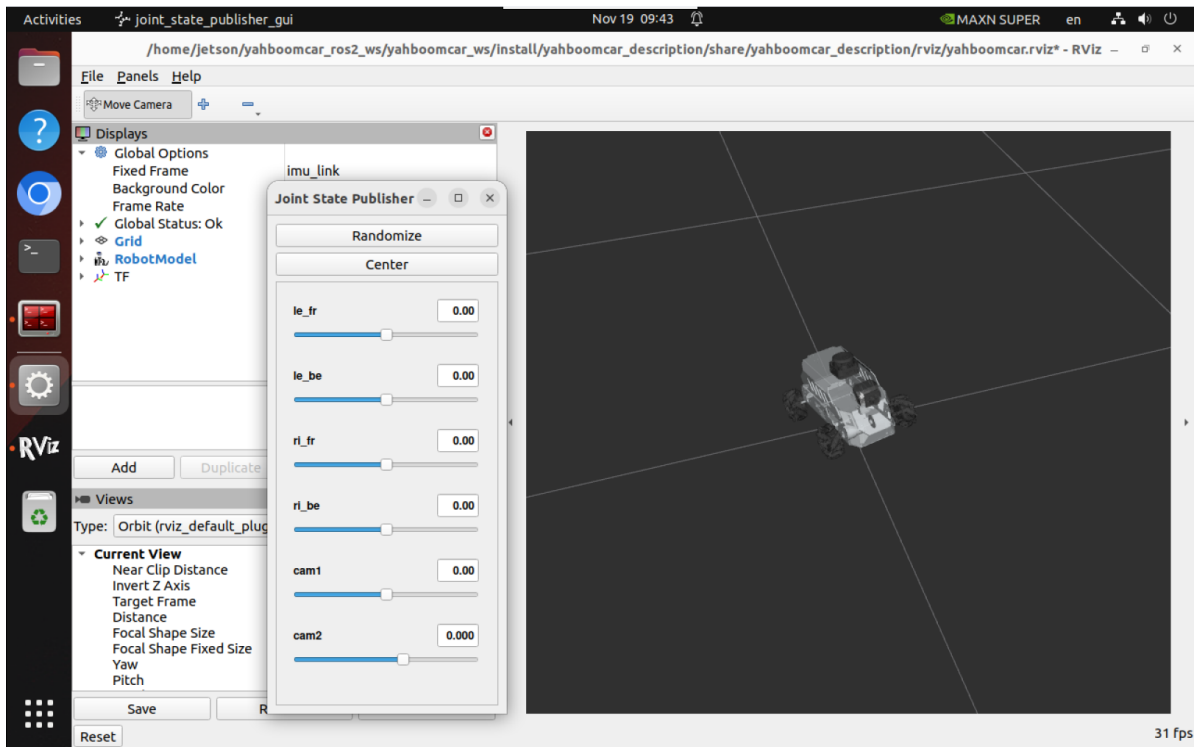 Activities
joint_state_publisher_gui
Nov 19 09:43
MAXN SUPER
en
/home/jetson/yahboomcar_ros2_ws/yahboomcar_ws/install/yahboomcar_description/share/yahboomcar_description/rviz/yahboomcar.rviz* - RViz
File Panels Help
Move Camera
Displays
Global Options
Fixed Frame imu_link
Background Color
Frame Rate
Global Status: Ok
Grid
RobotModel
TF
Add Duplicate
Views
Type: Orbit (rviz_default_plug
Current View
Near Clip Distance
Invert Z Axis
Target Frame
Distance
Focal Shape Size
Focal Shape Fixed Size
Yaw
Pitch
Save R
Reset
Joint State Publisher
Randomize
Center
le_fr 0.00
le_be 0.00
ri_fr 0.00
ri_be 0.00
cam1 0.00
cam2 0.000
RViz
31 fps